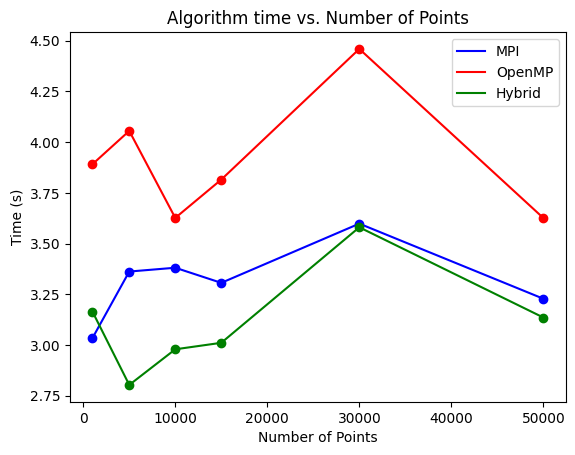 Algorithm time vs. Number of Points
4.50
4.25
4.00
3.75
3.50
3.25
3.00
2.75
Time (s)
MPI
OpenMP
Hybrid
0 10000 20000 30000 40000 50000
Number of Points